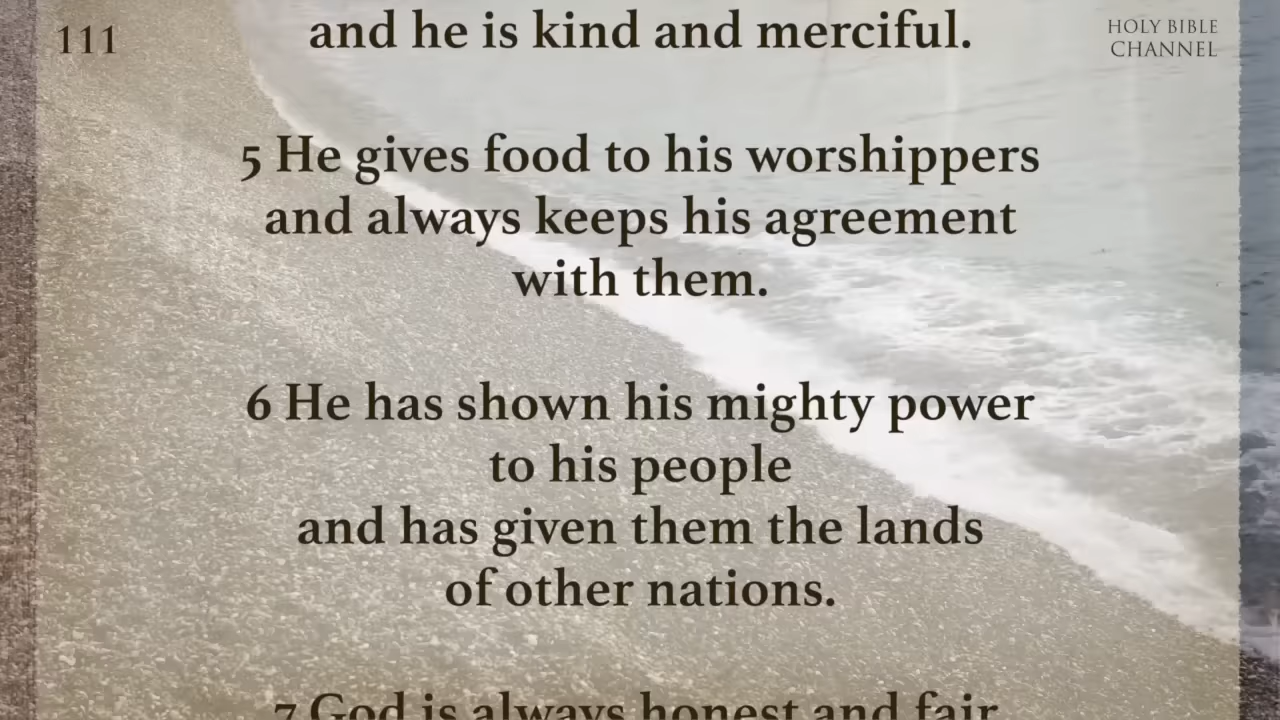 111
HOLY BIBLE
CHANNEL
and he is kind and merciful.
5 He gives food to his worshippers
and always keeps his agreement
with them.
6 He has shown his mighty power
to his people
and has given them the lands
of other nations.
7 God is always honest and fair